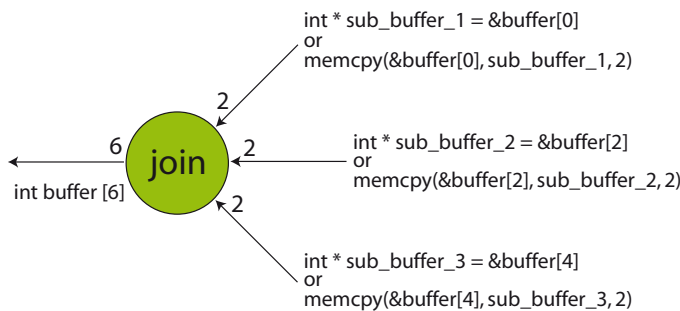 int * sub_buffer_1 = &buffer[0]
or
memcpy(&buffer[0], sub_buffer_1, 2)
2
6
join
2
int * sub_buffer_2 = &buffer[2]
or
memcpy(&buffer[2], sub_buffer_2, 2)
int buffer [6]
2
int * sub_buffer_3 = &buffer[4]
or
memcpy(&buffer[4], sub_buffer_3, 2)